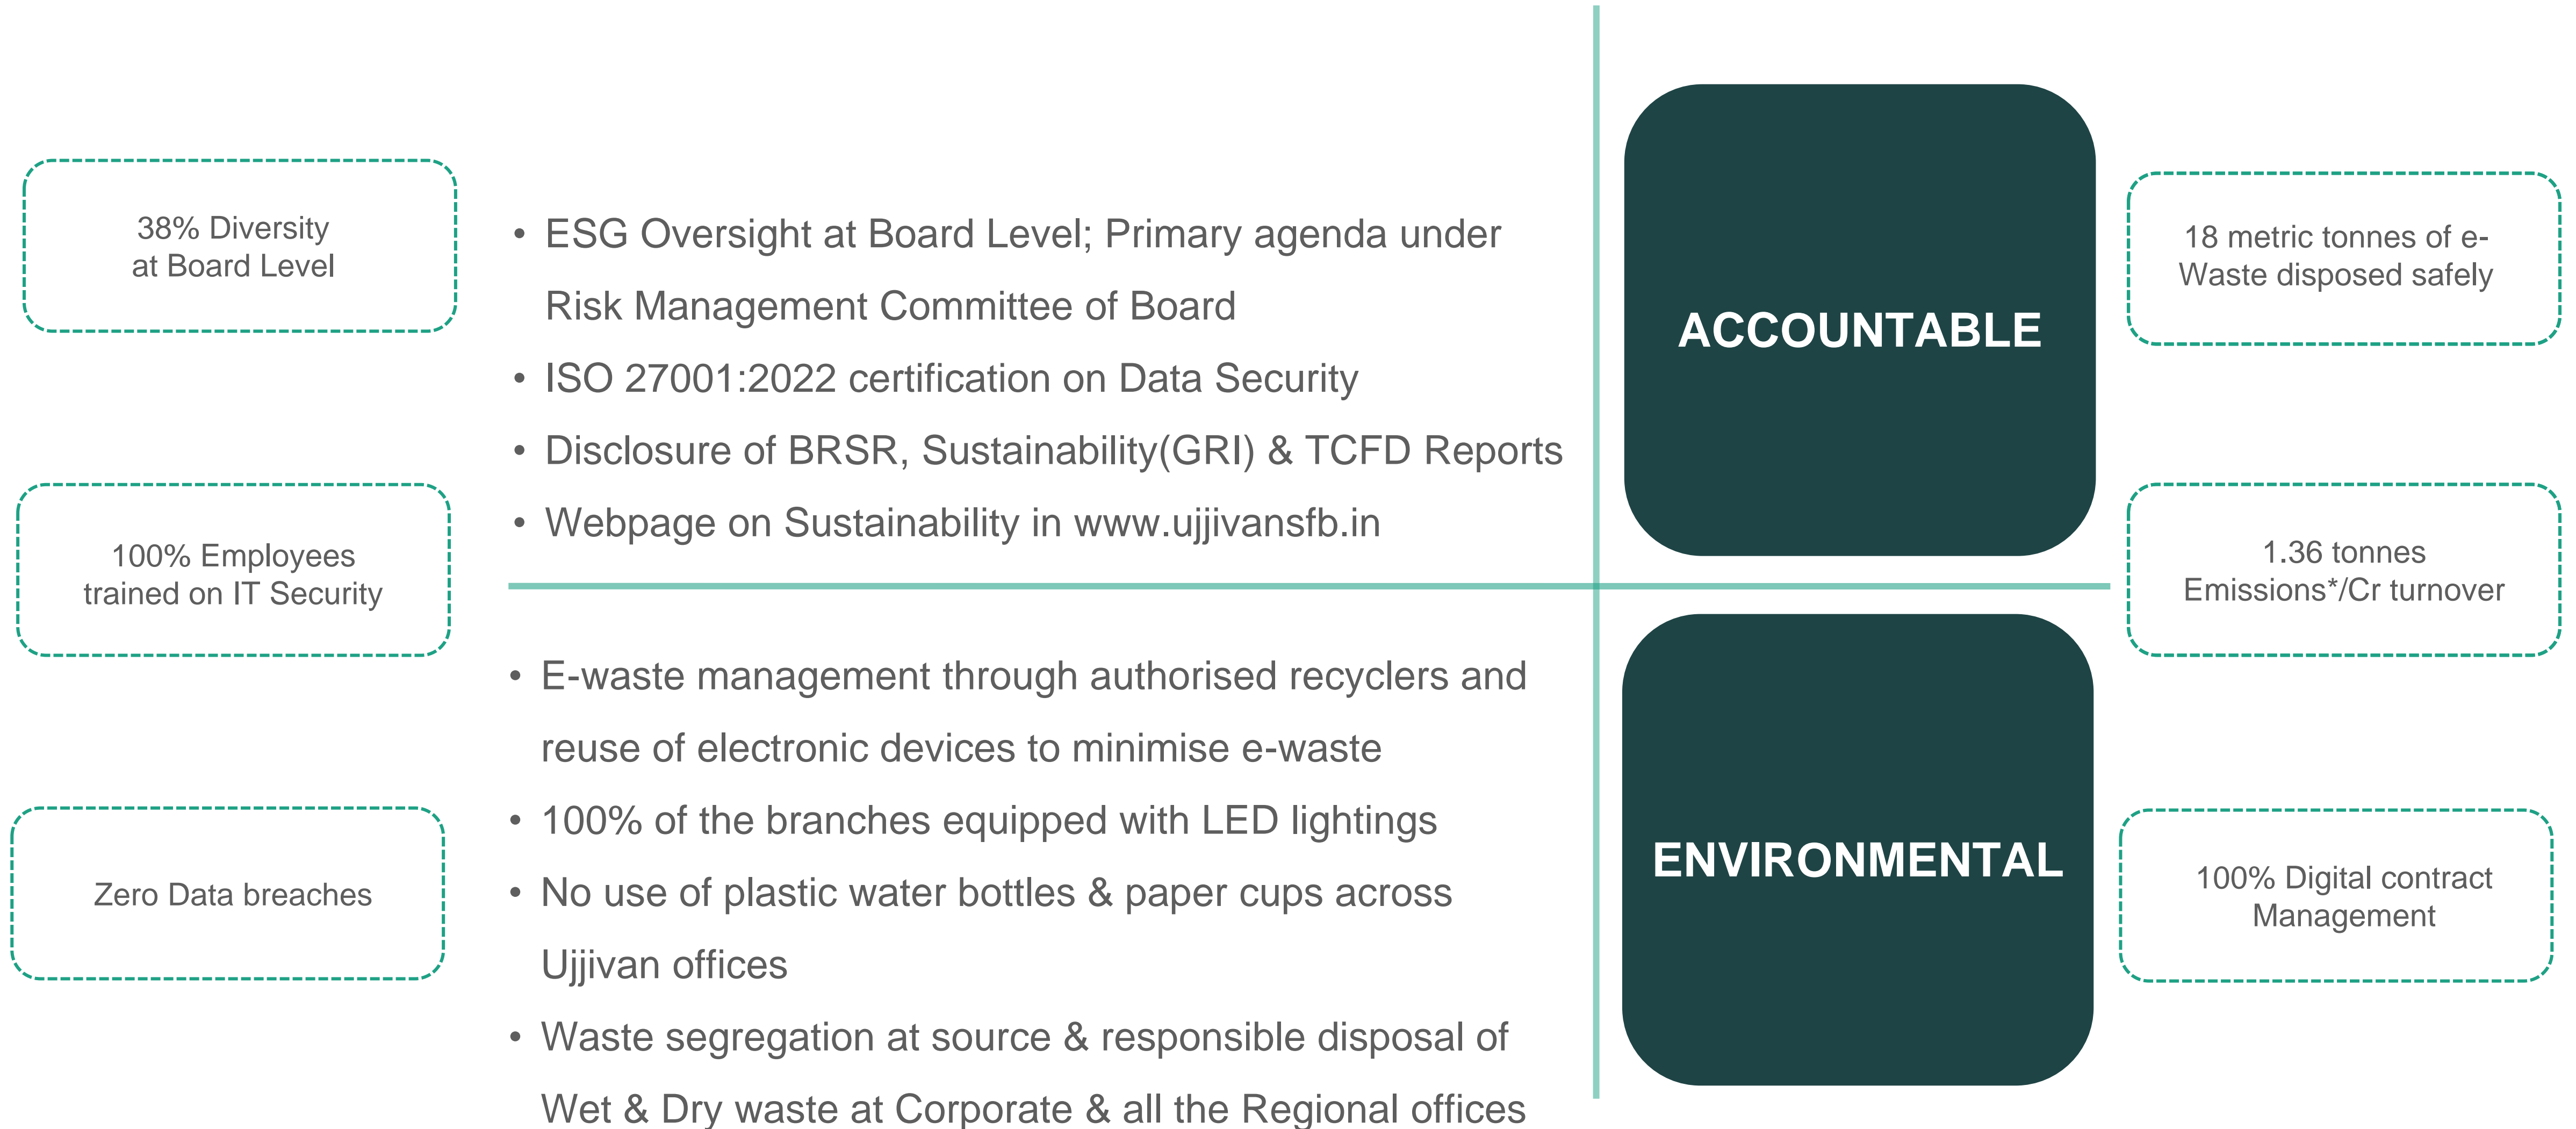 38% Diversity
at Board Level
100% Employees
trained on IT Security
Zero Data breaches
• ESG Oversight at Board Level; Primary agenda under
Risk Management Committee of Board
• ISO 27001:2022 certification on Data Security
• Disclosure of BRSR, Sustainability(GRI) & TCFD Reports
• Webpage on Sustainability in www.ujjivansfb.in
ACCOUNTABLE
• E-waste management through authorised recyclers and
reuse of electronic devices to minimise e-waste
• 100% of the branches equipped with LED lightings
• No use of plastic water bottles & paper cups across
Ujjivan offices
• Waste segregation at source & responsible disposal of
Wet & Dry waste at Corporate & all the Regional offices
ENVIRONMENTAL
18 metric tonnes of e-
Waste disposed safely
1.36 tonnes
Emissions*/Cr turnover
100% Digital contract
Management